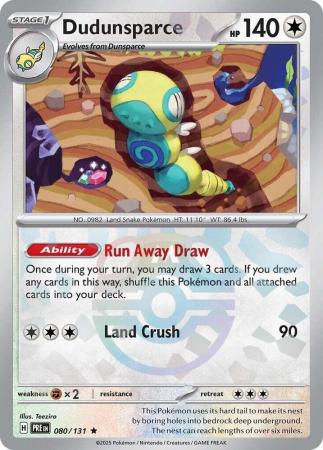 STAGE 1
Dudunsparce
HP 140
Evolves from Dunsparce
NO. 0982 Land Snake Pokémon HT: 11'10" WT: 86.4 lbs.
Ability Run Away Draw
Once during your turn, you may draw 3 cards. If you drew
any cards in this way, shuffle this Pokémon and all attached
cards into your deck.
Land Crush 90
weakness ×2 resistance retreat
Illus. Teeziro
H PRE EN 080/131 ★
This Pokémon uses its hard tail to make its nest
by boring holes into bedrock deep underground.
The nest can reach lengths of over six miles.
©2025 Pokémon / Nintendo / Creatures / GAME FREAK